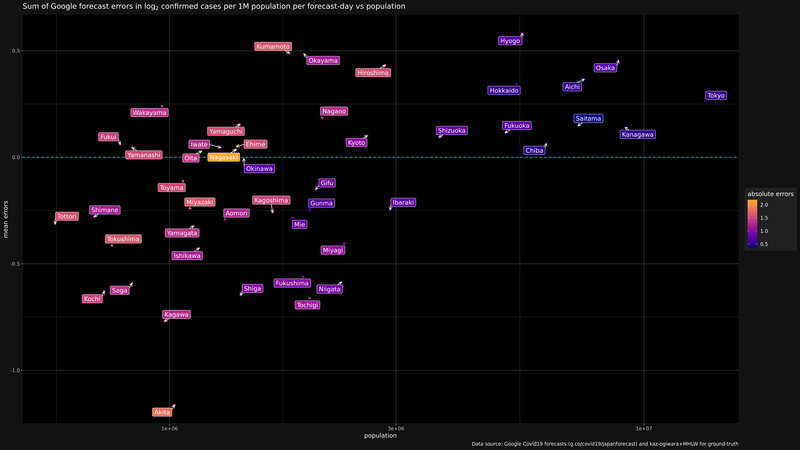 Sum of Google forecast errors in log2 confirmed cases per 1M population per forecast-day vs population
Hyogo
Kumamoto
0.5
Okayama
Osaka
Hiroshima
Aichi
Hokkaido
Tokyo
Wakayama
Nagano
Saitama
Fukuoka
Yamaguchi
Shizuoka
Kanagawa
Fukui
Iwate
Ehime
Kyoto
Chiba
Yamanashi
Oita
Nagasaki
0.0
Okinawa
Gifu
Toyama
absolute errors
2.0
1.5
1.0
0.5
Miyazaki
Kagoshima
Gunma
Ibaraki
Shimane
Aomori
Tottori
mean errors
Mie
Yamagata
Tokushima
Miyagi
Ishikawa
-0.5
Fukushima
Saga
Shiga
Niigata
Kochi
Tochigi
Kagawa
-1.0
Akita
1e+06
3e+06
1e+07
population
Data source: Google Covid19 forecasts (g.co/covid19/japanforecast) and kaz-ogiwara+MHLW for ground-truth